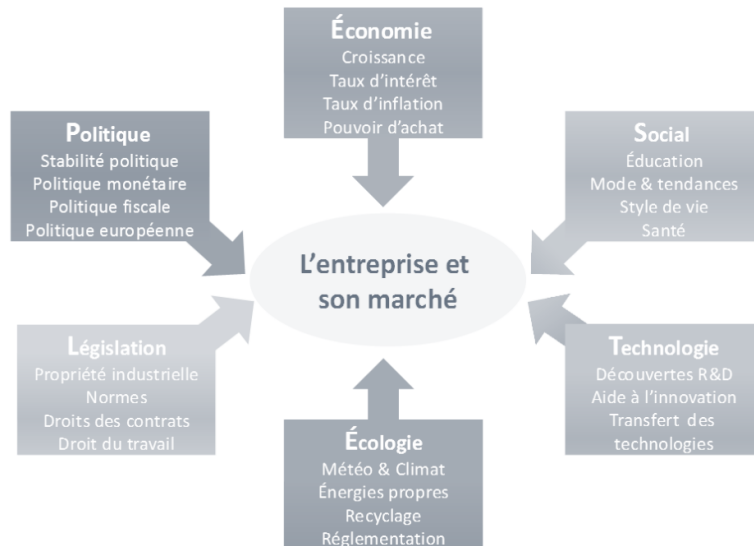 Économie
Croissance
Taux d'intérêt
Taux d'inflation
Pouvoir d'achat
Politique
Stabilité politique
Politique monétaire
Politique fiscale
Politique européenne
Social
Éducation
Mode & tendances
Style de vie
Santé
L'entreprise et
son marché
Législation
Propriété industrielle
Normes
Droits des contrats
Droit du travail
Technologie
Découvertes R&D
Aide à l'innovation
Transfert des
technologies
Écologie
Météo & Climat
Énergies propres
Recyclage
Réglementation